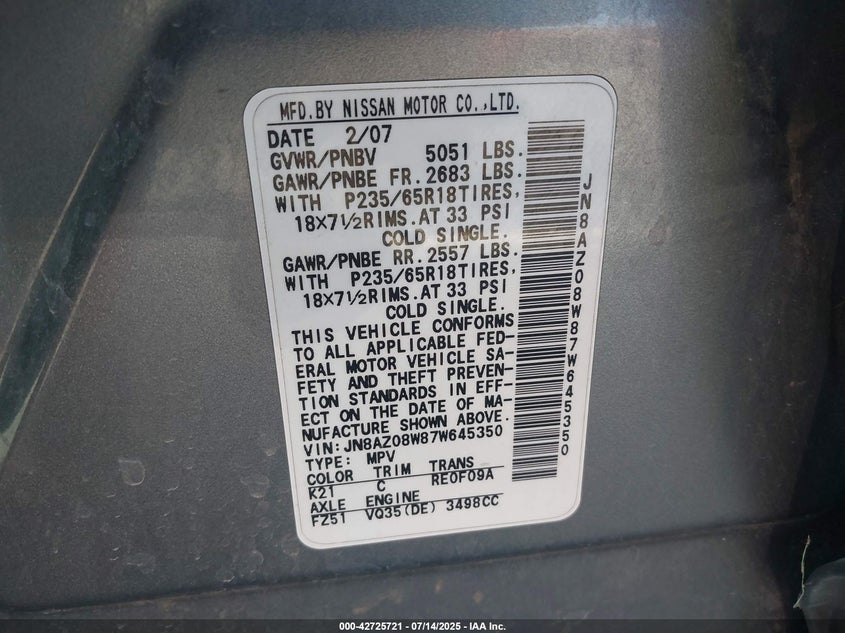 MFD.BY NISSAN MOTOR CO.,LTD.
DATE 2/07
GVWR/PNBV 5051 LBS.
GAWR/PNBE FR.2683 LBS.
WITH P235/65R18TIRES,
18X7½RIMS.AT 33 PSI
COLD SINGLE.
GAWR/PNBE RR.2557 LBS.
WITH P235/65R18TIRES,
18X7½RIMS.AT 33 PSI
COLD SINGLE.
THIS VEHICLE CONFORMS
TO ALL APPLICABLE FED-
ERAL MOTOR VEHICLE SA-
FETY AND THEFT PREVEN-
TION STANDARDS IN EFF-
ECT ON THE DATE OF MA-
NUFACTURE SHOWN ABOVE.
VIN:JN8AZ08W87W645350
TYPE: MPV
COLOR TRIM TRANS
K21 C RE0F09A
AXLE ENGINE
FZ51 VQ35(DE) 3498CC
JN8AZ08W87W645350
000-42725721 | 07/14/2025 - IAA Inc.